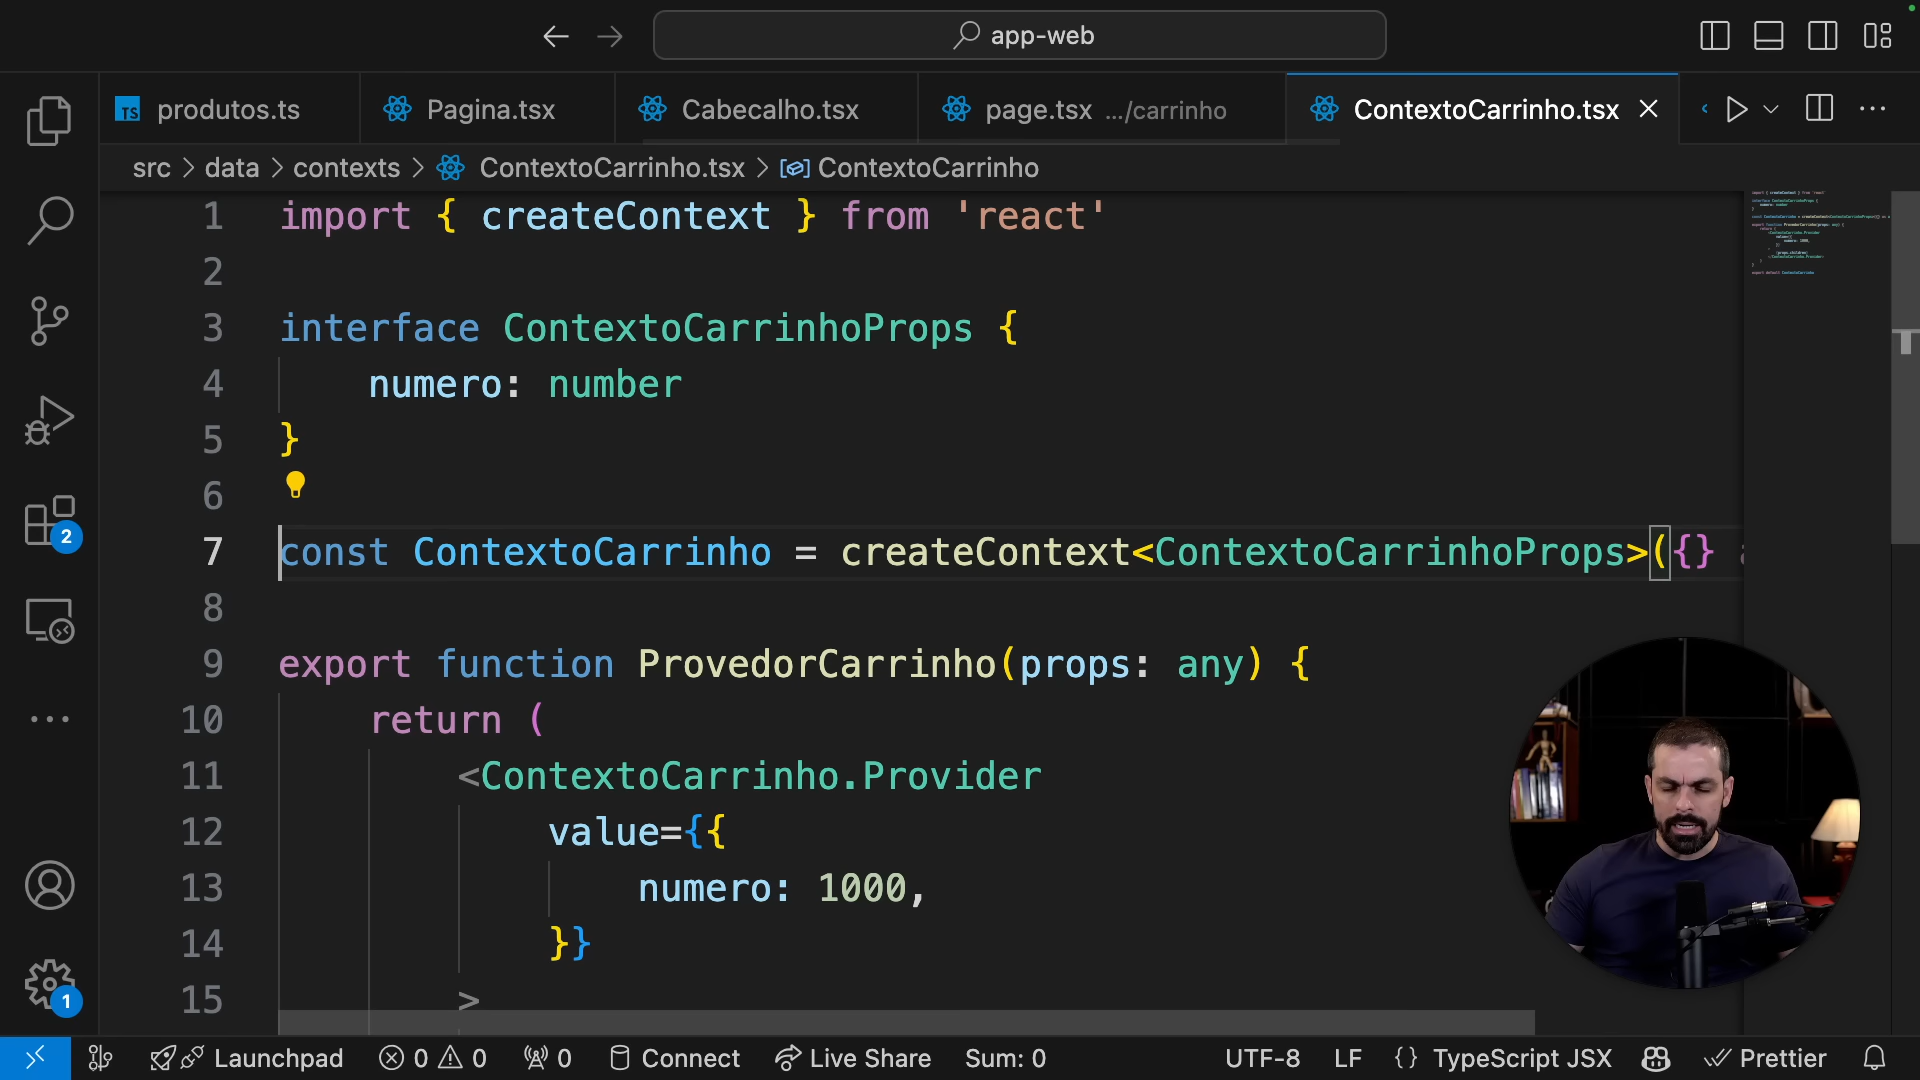 app-web
produtos.ts
Pagina.tsx
Cabecalho.tsx
page.tsx .../carrinho
ContextoCarrinho.tsx
src > data > contexts > ContextoCarrinho.tsx > ContextoCarrinho
1 import { createContext } from 'react'
2
3 interface ContextoCarrinhoProps {
4 numero: number
5 }
6
7 const ContextoCarrinho = createContext<ContextoCarrinhoProps>({}
8
9 export function ProvedorCarrinho(props: any) {
10 return (
11 <ContextoCarrinho.Provider
12 value={{
13 numero: 1000,
14 }}
15 >
2
1
Launchpad 0 0 0 Connect Live Share Sum: 0 UTF-8 LF {} TypeScript JSX Prettier